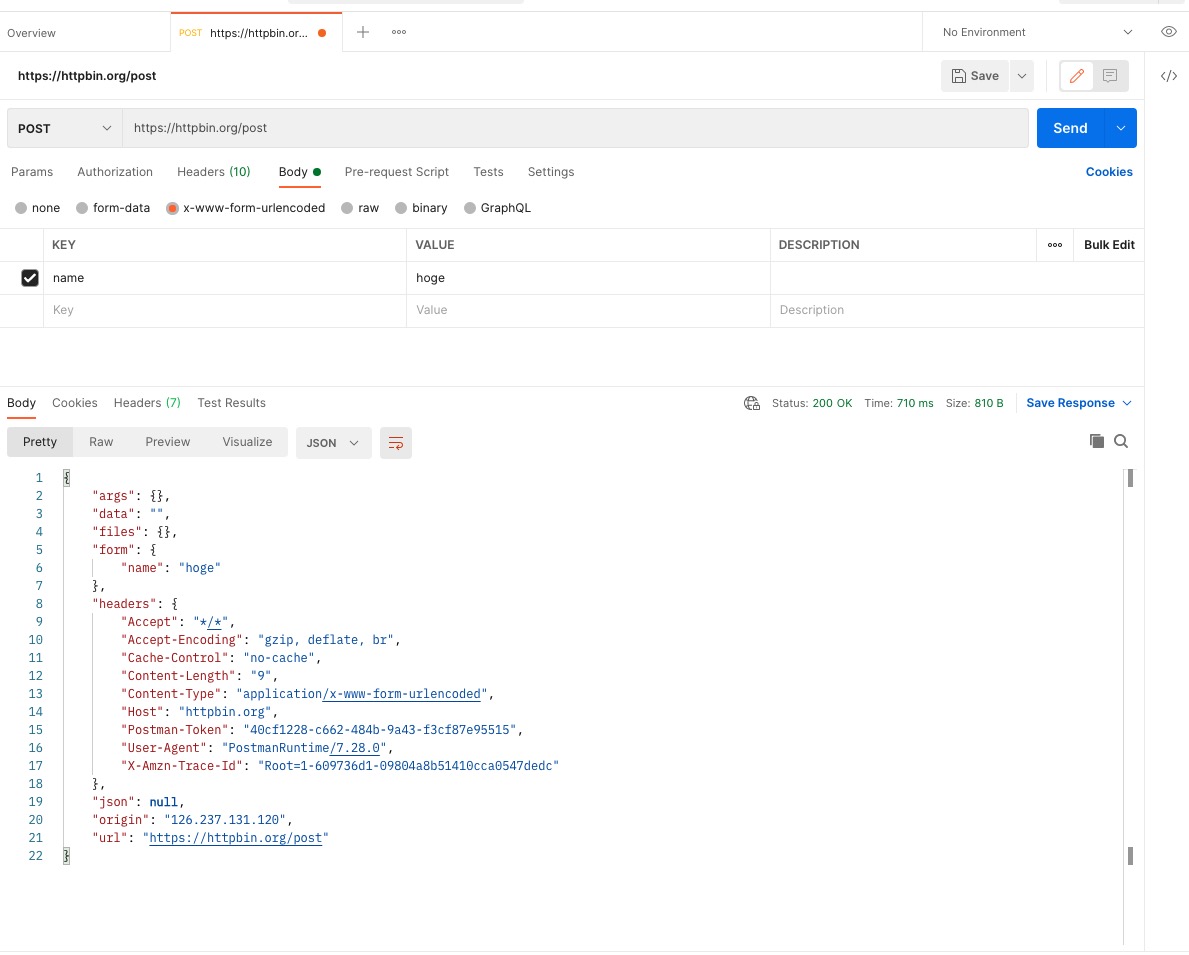 Overview POST https://httpbin.or... No Environment
https://httpbin.org/post Save </>
POST https://httpbin.org/post Send
Params Authorization Headers (10) Body Pre-request Script Tests Settings Cookies
none form-data x-www-form-urlencoded raw binary GraphQL
KEY VALUE DESCRIPTION Bulk Edit
name hoge
Key Value Description
Body Cookies Headers (7) Test Results Status: 200 OK Time: 710 ms Size: 810 B Save Response
Pretty Raw Preview Visualize JSON
1 {
2 "args": {},
3 "data": "",
4 "files": {},
5 "form": {
6 "name": "hoge"
7 },
8 "headers": {
9 "Accept": "*/*",
10 "Accept-Encoding": "gzip, deflate, br",
11 "Cache-Control": "no-cache",
12 "Content-Length": "9",
13 "Content-Type": "application/x-www-form-urlencoded",
14 "Host": "httpbin.org",
15 "Postman-Token": "40cf1228-c662-484b-9a43-f3cf87e95515",
16 "User-Agent": "PostmanRuntime/7.28.0",
17 "X-Amzn-Trace-Id": "Root=1-609736d1-09804a8b51410cca0547dedc"
18 },
19 "json": null,
20 "origin": "126.237.131.120",
21 "url": "https://httpbin.org/post"
22 }